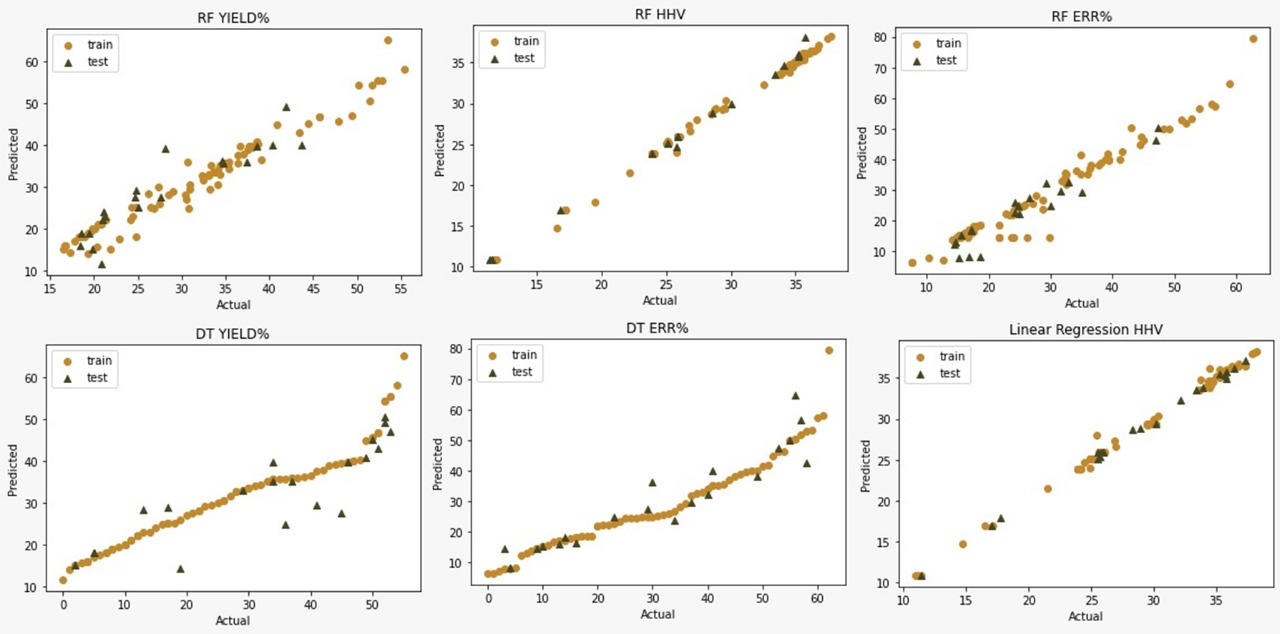 RF YIELD%
train
test
60
50
40
30
20
10
Predicted
15 20 25 30 35 40 45 50 55
Actual
RF HHV
train
test
35
30
25
20
15
10
Predicted
15 20 25 30 35
Actual
RF ERR%
train
test
80
70
60
50
40
30
20
10
Predicted
10 20 30 40 50 60
Actual
DT YIELD%
train
test
60
50
40
30
20
10
Predicted
0 10 20 30 40 50
Actual
DT ERR%
train
test
80
70
60
50
40
30
20
10
Predicted
0 10 20 30 40 50 60
Actual
Linear Regression HHV
train
test
35
30
25
20
15
10
Predicted
10 15 20 25 30 35
Actual